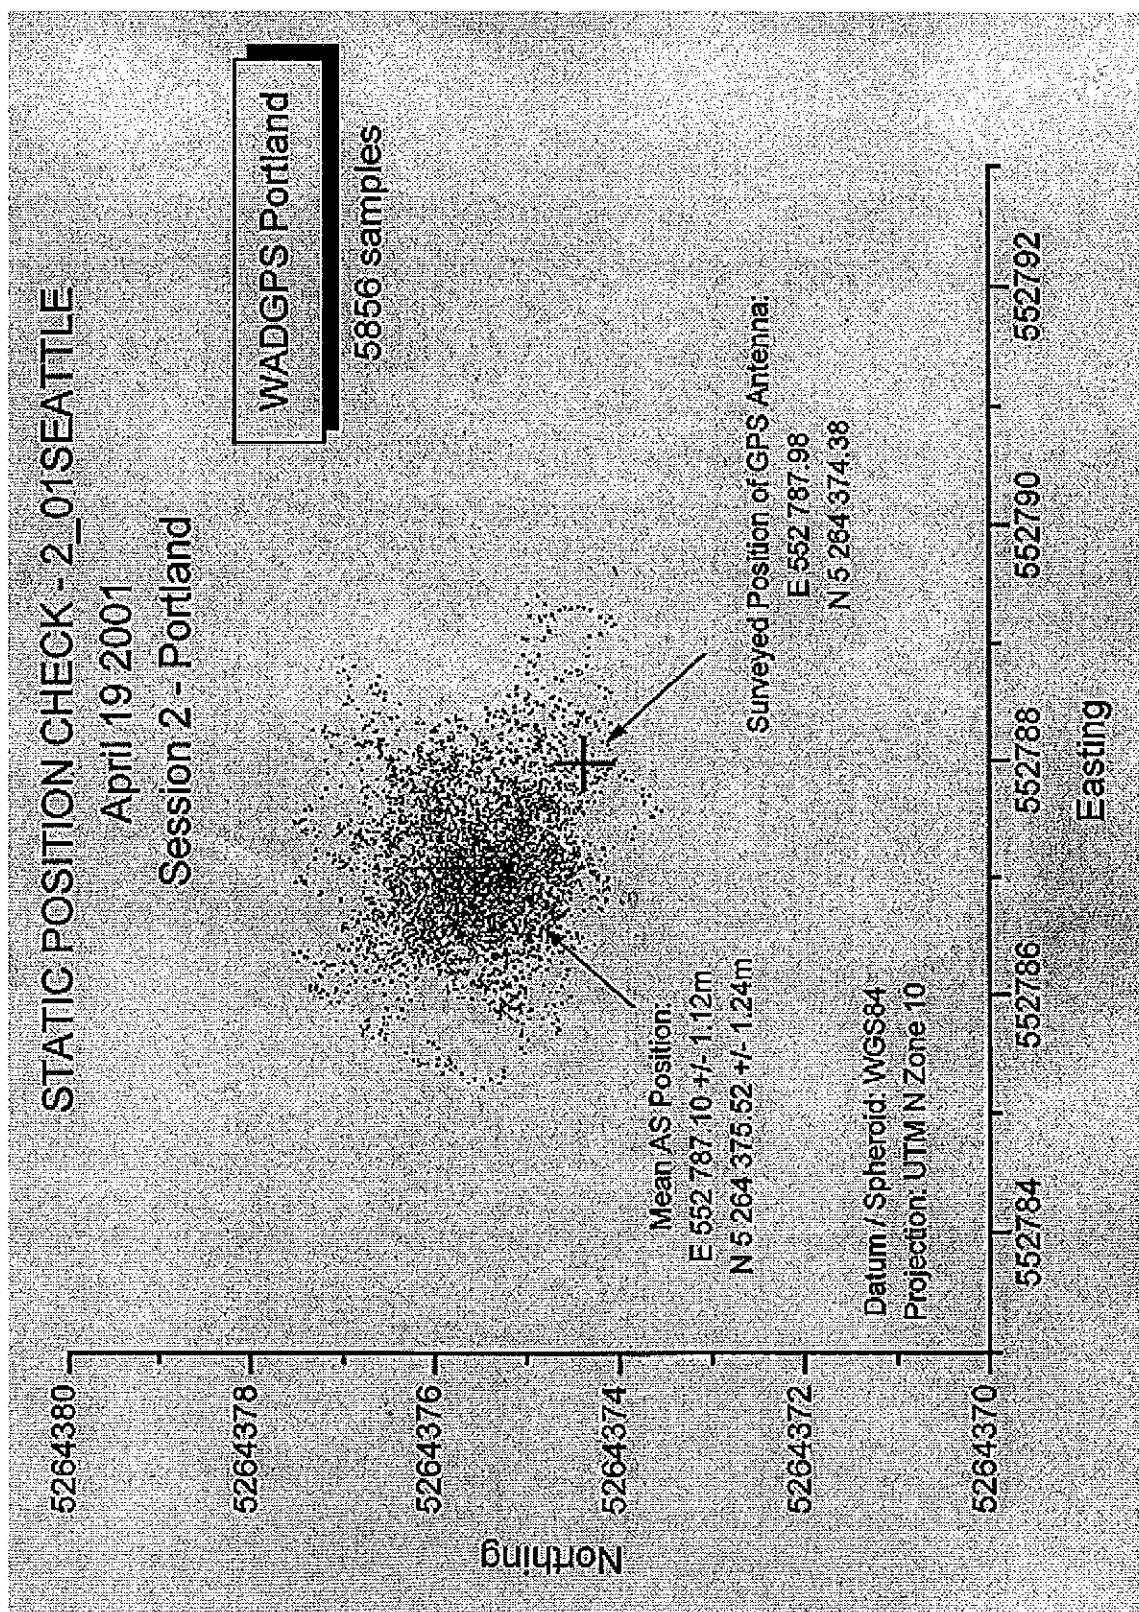 STATIC POSITION CHECK - 2_01SEATTLE
April 19 2001
Session 2 - Portland
WADGPS Portland
5856 samples
5264380
5264378
5264376
5264374
5264372
5264370
Northing
Mean AS Position:
E 552 787.10 +/- 1.12m
N 5 264 375.52 +/- 1.24m
Surveyed Position of GPS Antenna:
E 552 787.98
N 5 264 374.38
Datum / Spheroid: WGS84
Projection: UTM N Zone 10
552784
552786
552788
552790
552792
Easting